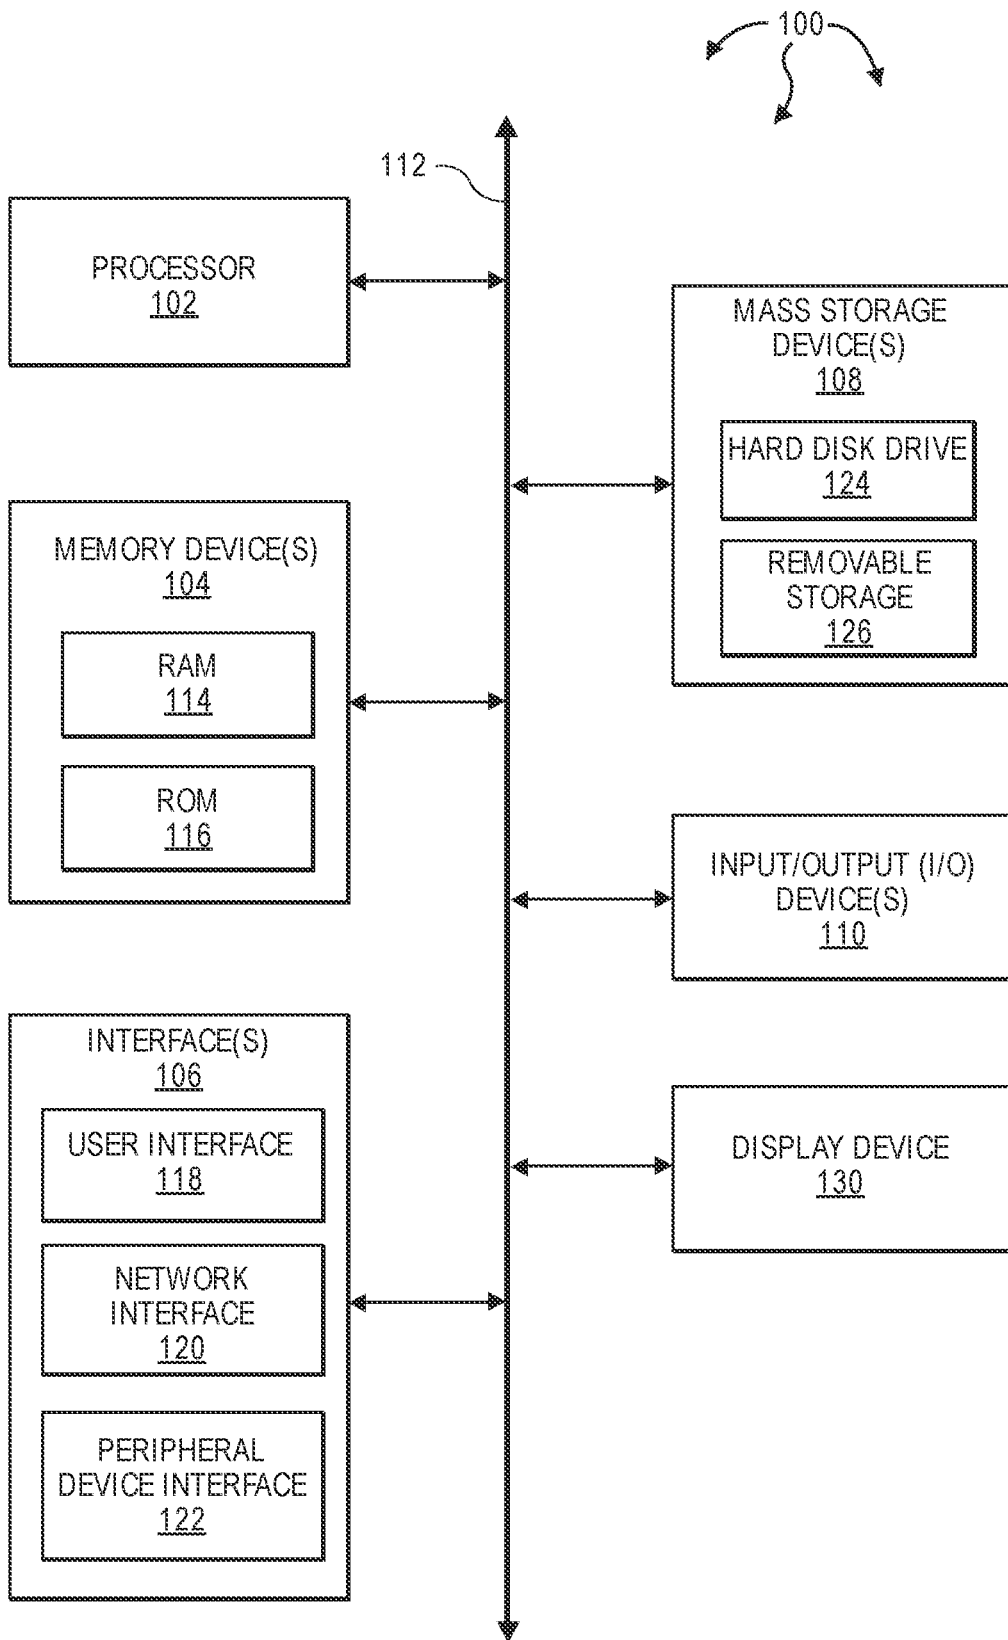 100
112
PROCESSOR
102
MEMORY DEVICE(S)
104
RAM
114
ROM
116
INTERFACE(S)
106
USER INTERFACE
118
NETWORK
INTERFACE
120
PERIPHERAL
DEVICE INTERFACE
122
MASS STORAGE
DEVICE(S)
108
HARD DISK DRIVE
124
REMOVABLE
STORAGE
126
INPUT/OUTPUT (I/O)
DEVICE(S)
110
DISPLAY DEVICE
130